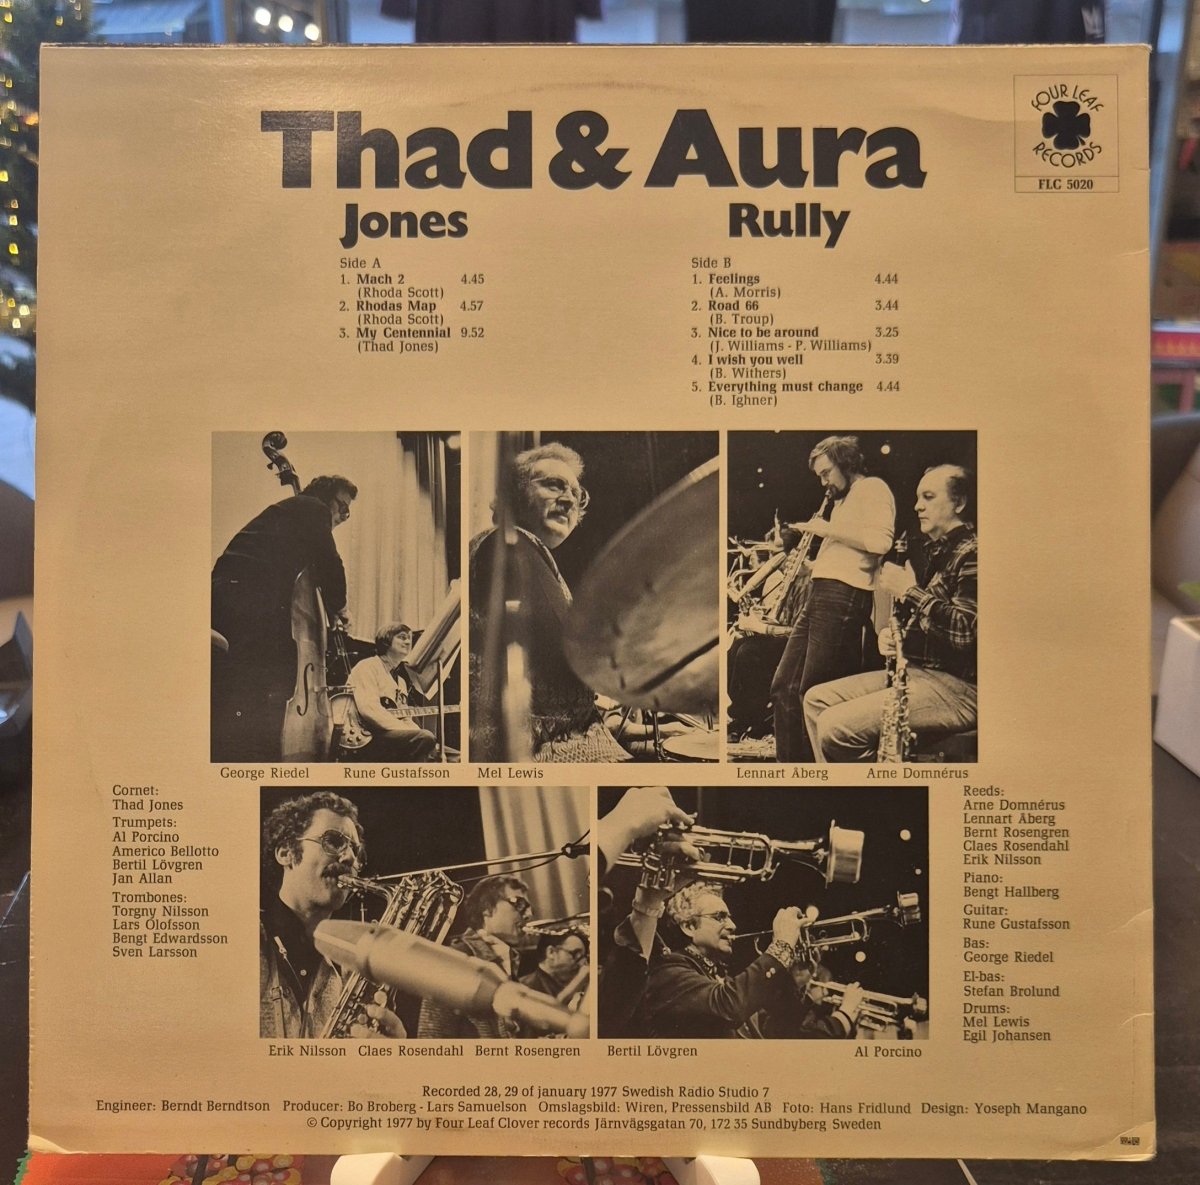 Thad & Aura
Jones Rully
FOUR LEAF
RECORDS
FLC 5020
Side A
1. Mach 2 4.45
(Rhoda Scott)
2. Rhodas Map 4.57
(Rhoda Scott)
3. My Centennial 9.52
(Thad Jones)
Side B
1. Feelings 4.44
(A. Morris)
2. Road 66 3.44
(B. Troup)
3. Nice to be around 3.25
(J. Williams - P. Williams)
4. I wish you well 3.39
(B. Withers)
5. Everything must change 4.44
(B. Ighner)
George Riedel Rune Gustafsson Mel Lewis Lennart Åberg Arne Domnérus
Cornet:
Thad Jones
Trumpets:
Al Porcino
Americo Bellotto
Bertil Lövgren
Jan Allan
Trombones:
Torgny Nilsson
Lars Olofsson
Bengt Edwardsson
Sven Larsson
Reeds:
Arne Domnérus
Lennart Åberg
Bernt Rosengren
Claes Rosendahl
Erik Nilsson
Piano:
Bengt Hallberg
Guitar:
Rune Gustafsson
Bas:
George Riedel
El-bas:
Stefan Brolund
Drums:
Mel Lewis
Egil Johansen
Erik Nilsson Claes Rosendahl Bernt Rosengren Bertil Lövgren Al Porcino
Recorded 28, 29 of january 1977 Swedish Radio Studio 7
Engineer: Berndt Berndtson Producer: Bo Broberg - Lars Samuelson Omslagsbild: Wiren, Pressensbild AB Foto: Hans Fridlund Design: Yoseph Mangano
© Copyright 1977 by Four Leaf Clover records Järnvägsgatan 70, 172 35 Sundbyberg Sweden